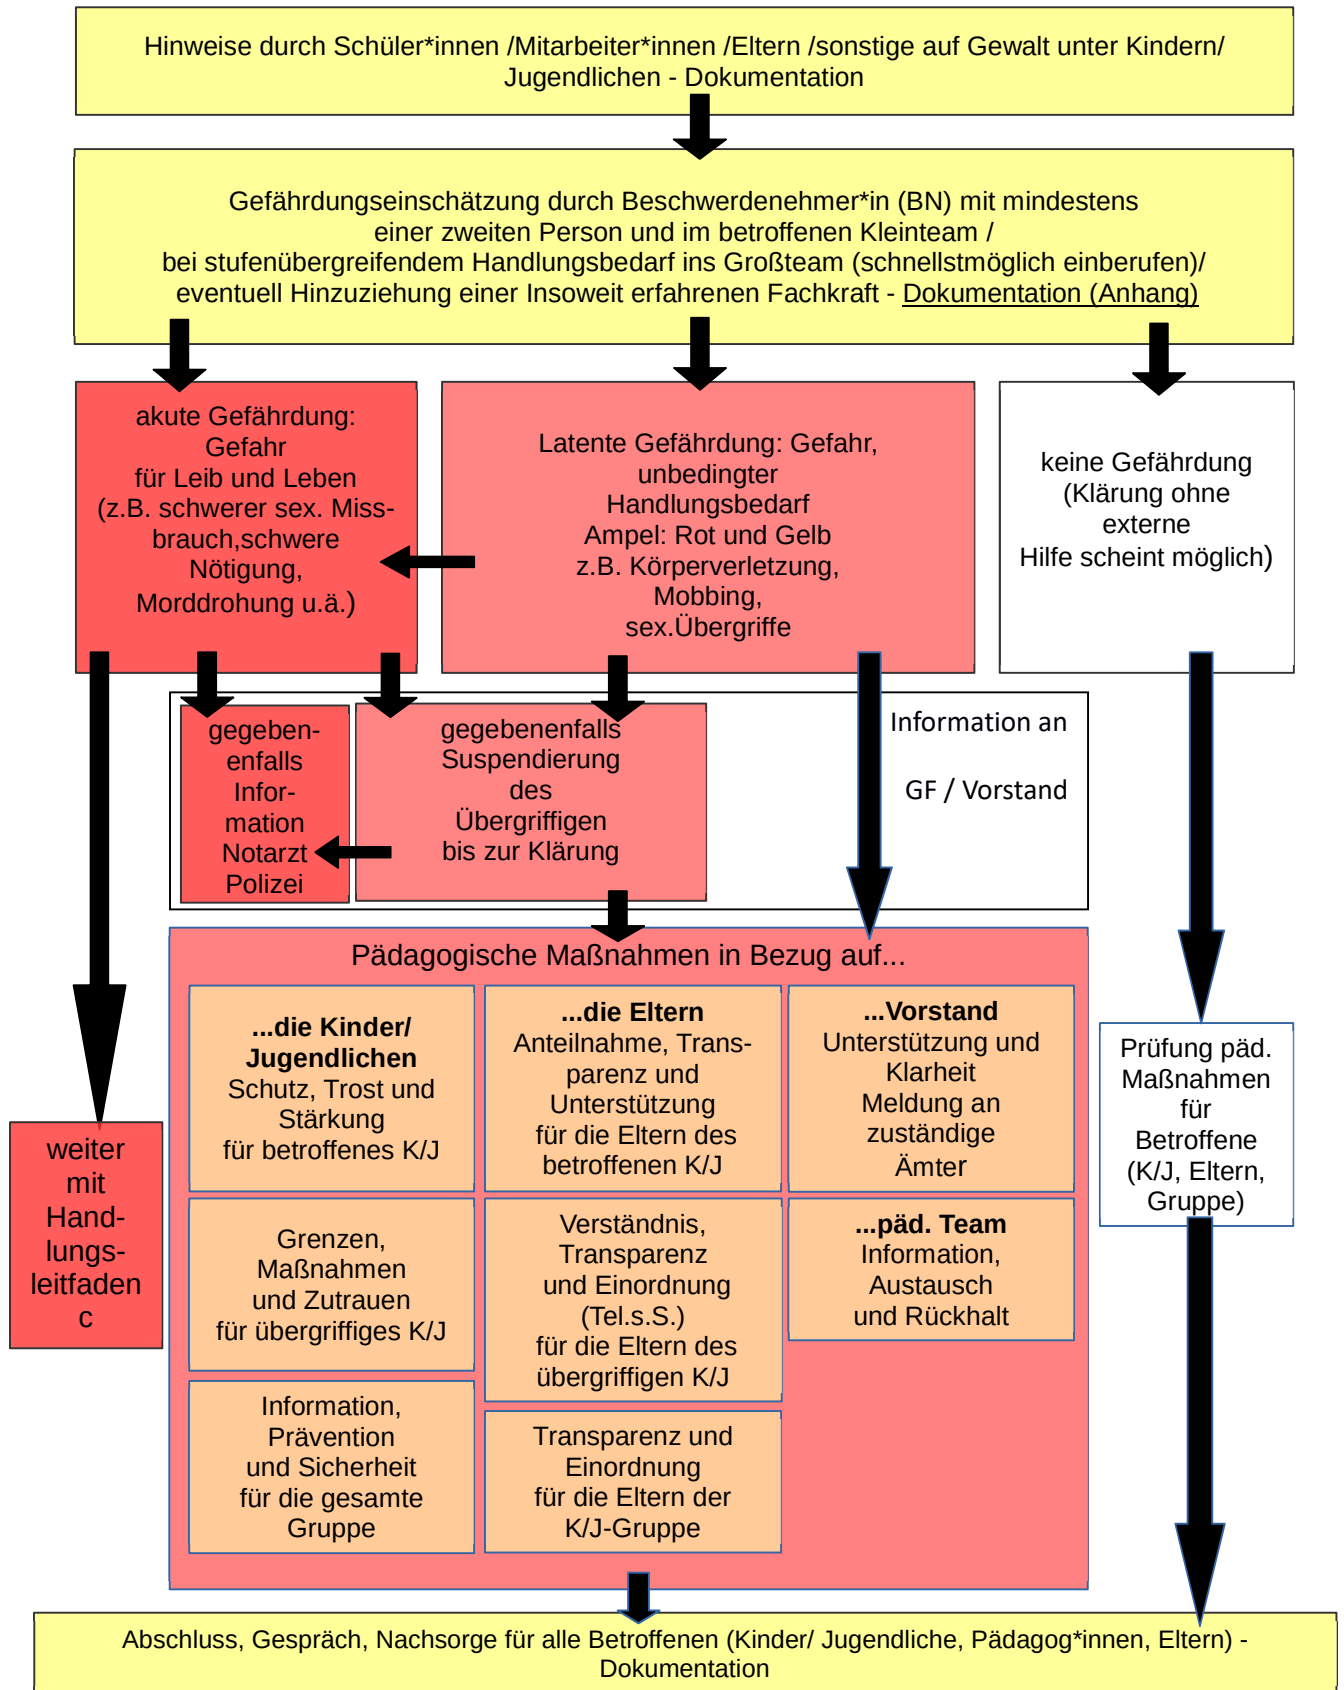 Hinweise durch Schüler*innen /Mitarbeiter*innen /Eltern /sonstige auf Gewalt unter Kindern/
Jugendlichen - Dokumentation
Gefährdungseinschätzung durch Beschwerdenehmer*in (BN) mit mindestens
einer zweiten Person und im betroffenen Kleinteam /
bei stufenübergreifendem Handlungsbedarf ins Großteam (schnellstmöglich einberufen)/
eventuell Hinzuziehung einer Insoweit erfahrenen Fachkraft - Dokumentation (Anhang)
akute Gefährdung:
Gefahr
für Leib und Leben
(z.B. schwerer sex. Miss-
brauch,schwere
Nötigung,
Morddrohung u.ä.)
Latente Gefährdung: Gefahr,
unbedingter
Handlungsbedarf
Ampel: Rot und Gelb
z.B. Körperverletzung,
Mobbing,
sex.Übergriffe
keine Gefährdung
(Klärung ohne
externe
Hilfe scheint möglich)
gegeben-
enfalls
Infor-
mation
Notarzt
Polizei
gegebenenfalls
Suspendierung
des
Übergriffigen
bis zur Klärung
Information an
GF / Vorstand
Pädagogische Maßnahmen in Bezug auf...
...die Kinder/
Jugendlichen
Schutz, Trost und
Stärkung
für betroffenes K/J
Grenzen,
Maßnahmen
und Zutrauen
für übergriffiges K/J
Information,
Prävention
und Sicherheit
für die gesamte
Gruppe
...die Eltern
Anteilnahme, Trans-
parenz und
Unterstützung
für die Eltern des
betroffenen K/J
Verständnis,
Transparenz
und Einordnung
(Tel.s.S.)
für die Eltern des
übergriffigen K/J
Transparenz und
Einordnung
für die Eltern der
K/J-Gruppe
...Vorstand
Unterstützung und
Klarheit
Meldung an
zuständige
Ämter
...päd. Team
Information,
Austausch
und Rückhalt
weiter
mit
Hand-
lungs-
leitfaden
c
Prüfung päd.
Maßnahmen
für
Betroffene
(K/J, Eltern,
Gruppe)
Abschluss, Gespräch, Nachsorge für alle Betroffenen (Kinder/ Jugendliche, Pädagog*innen, Eltern) -
Dokumentation